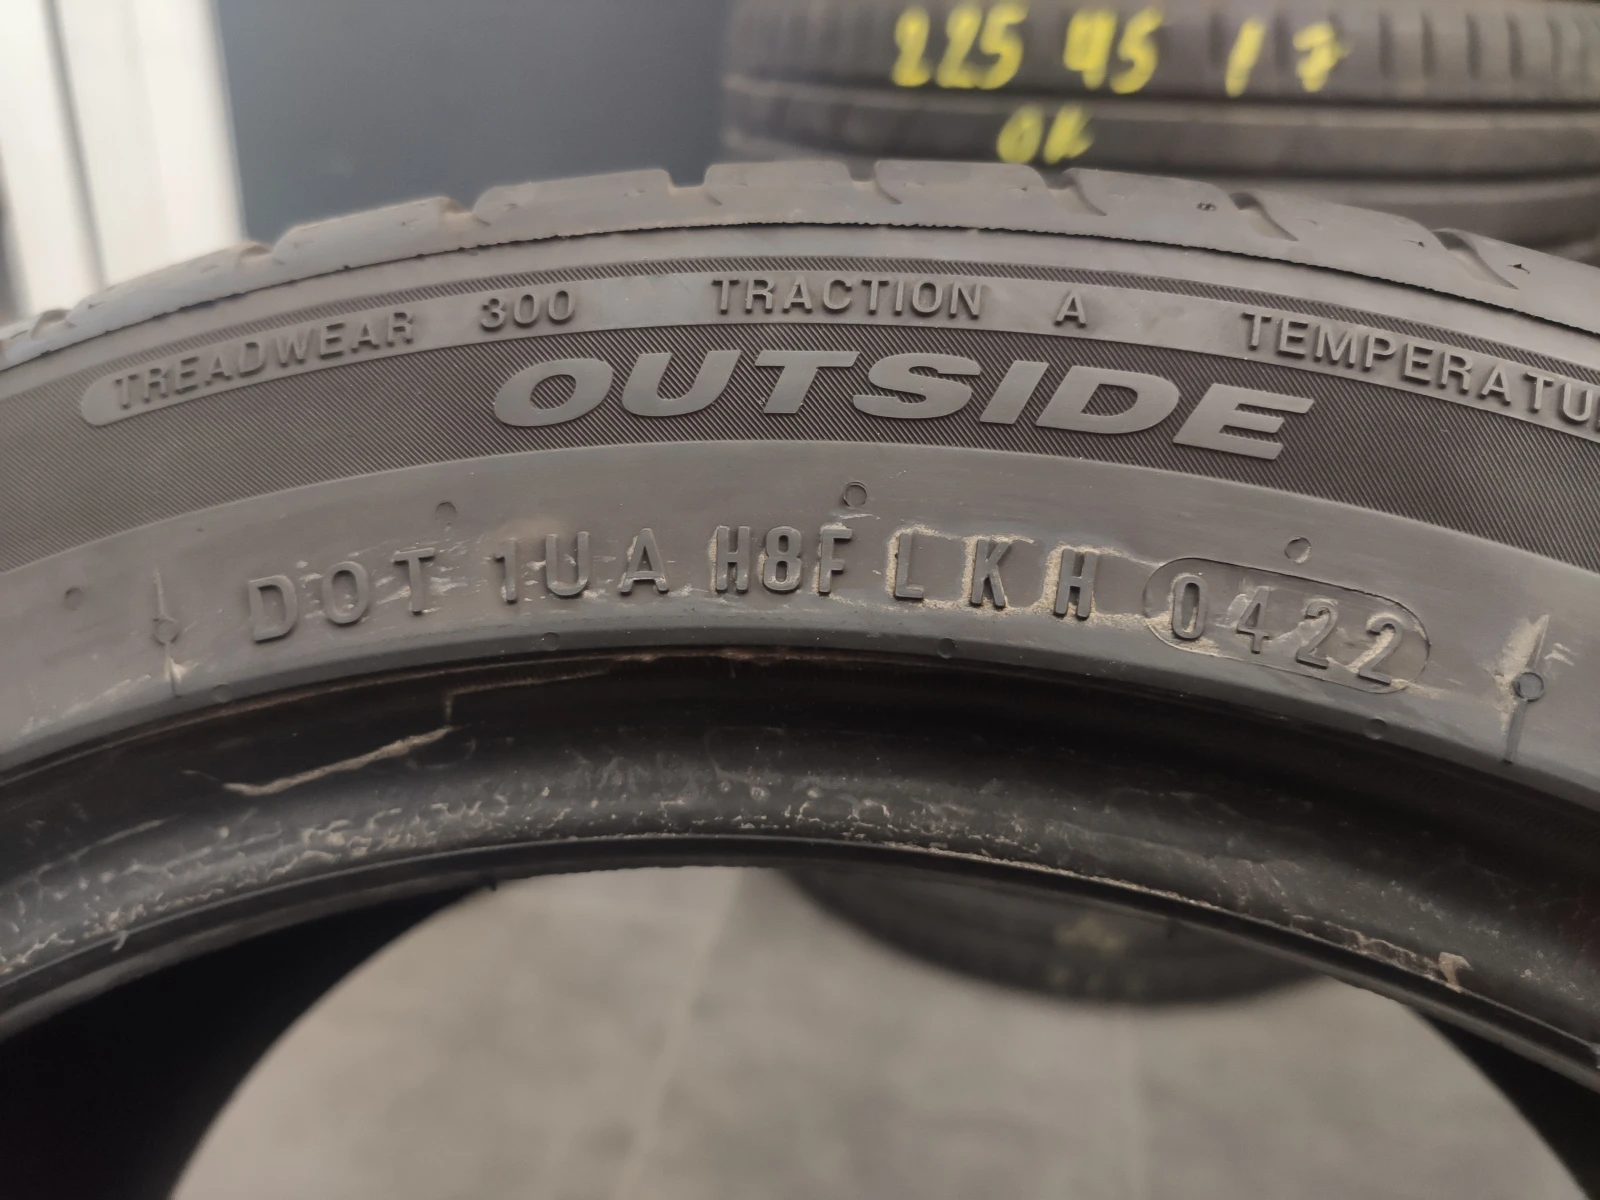 225 45 17
OK
TREADWEAR 300 TRACTION A TEMPERATU
OUTSIDE
DOT 1UA H8F LKH 0422